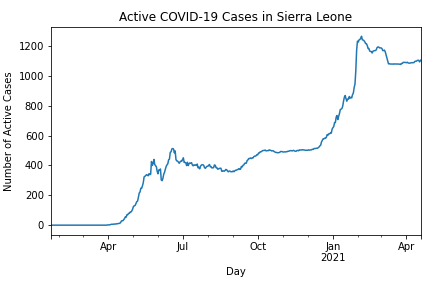 Active COVID-19 Cases in Sierra Leone
Number of Active Cases
1200
1000
800
600
400
200
0
Apr
Jul
Oct
Jan
2021
Apr
Day